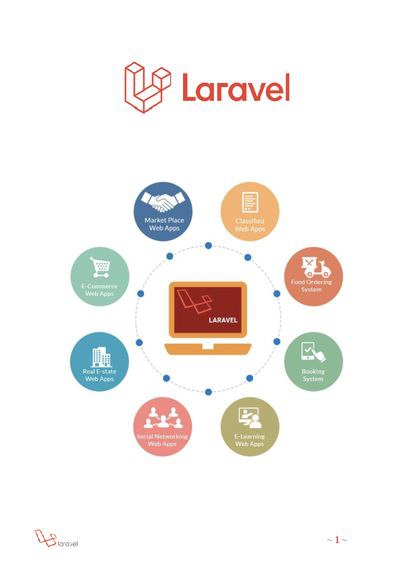 Laravel
Market Place
Web Apps
Classified
Web Apps
E-Commerce
Web Apps
Food Ordering
System
LARAVEL
Real E-state
Web Apps
Booking
System
Social Networking
Web Apps
E-Learning
Web Apps
laravel
~ 1 ~